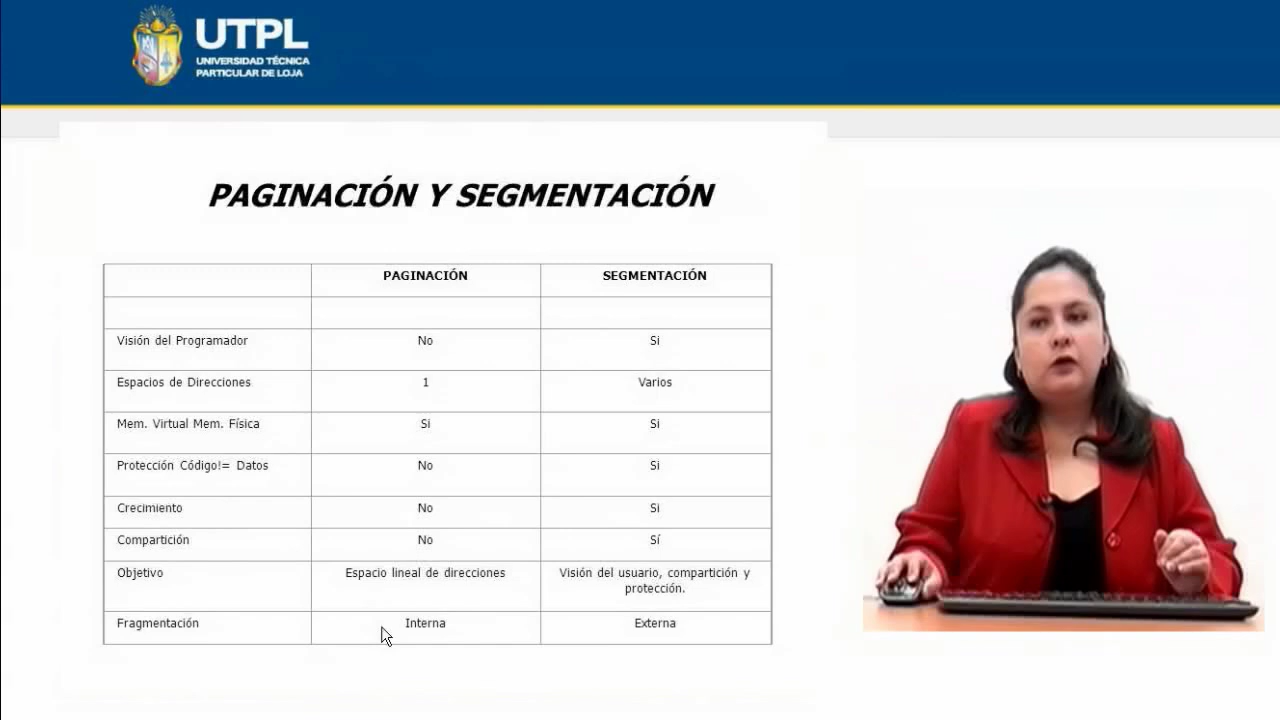 UTPL
UNIVERSIDAD TÉCNICA
PARTICULAR DE LOJA
PAGINACIÓN Y SEGMENTACIÓN
PAGINACIÓN SEGMENTACIÓN
Visión del Programador No Si
Espacios de Direcciones 1 Varios
Mem. Virtual Mem. Física Si Si
Protección Código!= Datos No Si
Crecimiento No Si
Compartición No Sí
Objetivo Espacio lineal de direcciones Visión del usuario, compartición y
protección.
Fragmentación Interna Externa